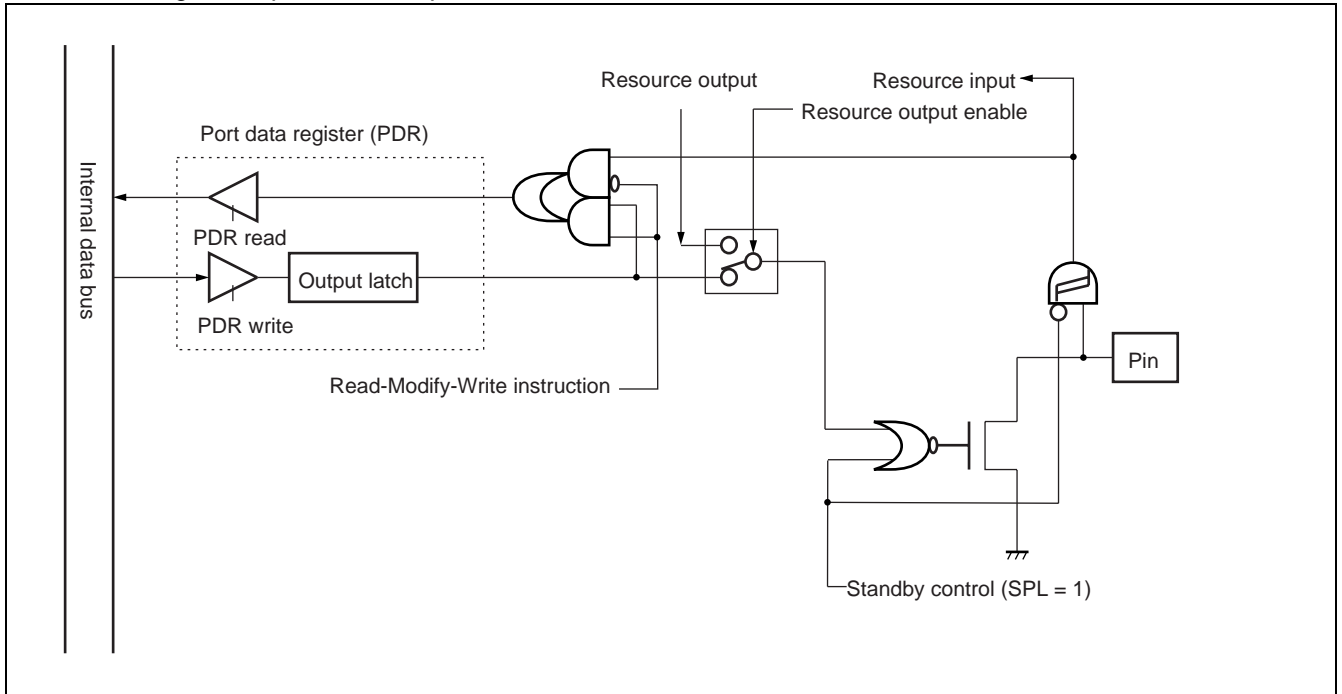 Resource output
Resource input
Resource output enable
Port data register (PDR)
Internal data bus
PDR read
Output latch
PDR write
Pin
Read-Modify-Write instruction
Standby control (SPL = 1)